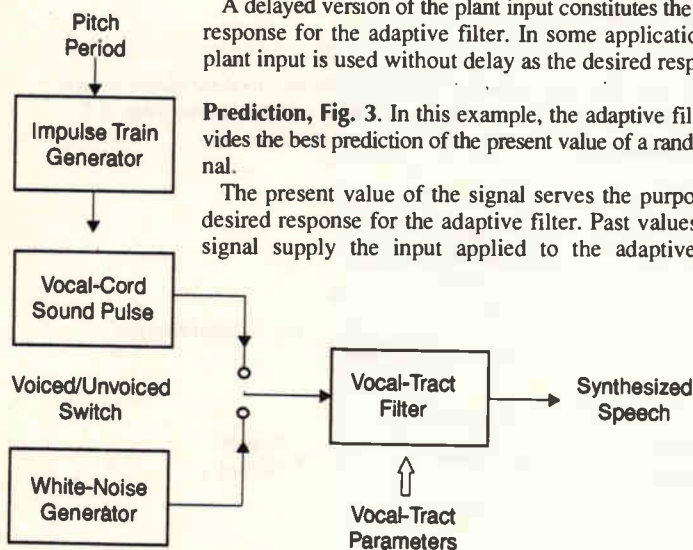 A delayed version of the plant input constitutes the
response for the adaptive filter. In some applicatio
plant input is used without delay as the desired resp
Prediction, Fig. 3. In this example, the adaptive fil
vides the best prediction of the present value of a rand
nal.
The present value of the signal serves the purpo
desired response for the adaptive filter. Past values
signal supply the input applied to the adaptive
Pitch
Period
Impulse Train
Generator
Vocal-Cord
Sound Pulse
Voiced/Unvoiced
Switch
White-Noise
Generator
Vocal-Tract
Filter
Vocal-Tract
Parameters
Synthesized
Speech